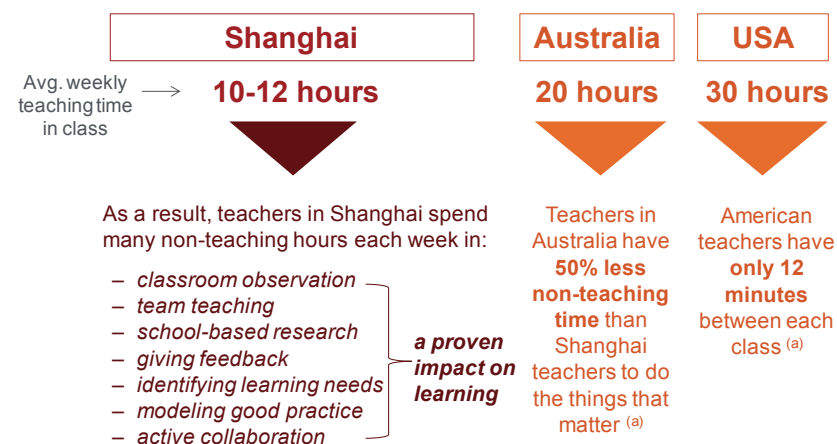 Shanghai
Australia
USA
Avg. weekly
teaching time
in class
10-12 hours
20 hours
30 hours
As a result, teachers in Shanghai spend
many non-teaching hours each week in:
– classroom observation
– team teaching
– school-based research
– giving feedback
– identifying learning needs
– modeling good practice
– active collaboration
a proven
impact on
learning
Teachers in
Australia have
50% less
non-teaching
time than
Shanghai
teachers to do
the things that
matter (a)
American
teachers have
only 12
minutes
between each
class (a)